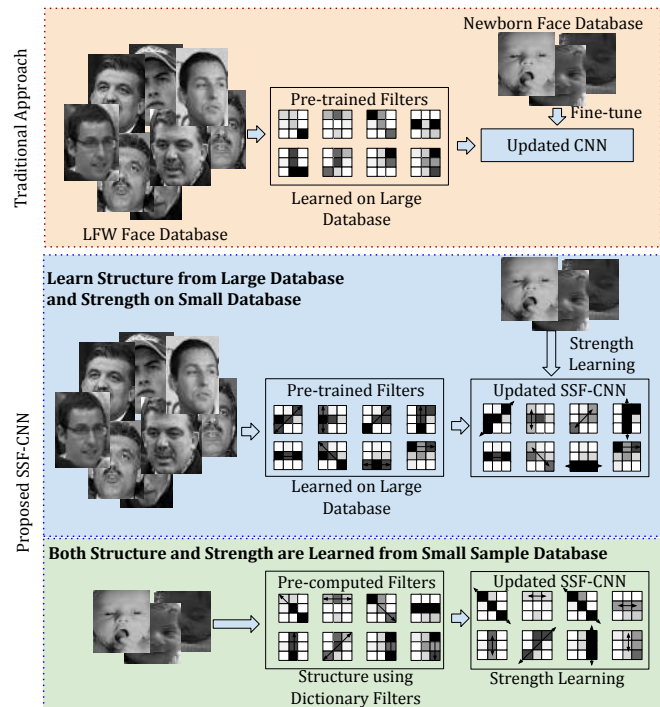 Traditional Approach
Newborn Face Database
Pre-trained Filters
Fine-tune
Updated CNN
Learned on Large
Database
LFW Face Database
Proposed SSF-CNN
Learn Structure from Large Database
and Strength on Small Database
Strength
Learning
Pre-trained Filters
Updated SSF-CNN
Learned on Large
Database
Both Structure and Strength are Learned from Small Sample Database
Pre-computed Filters
Updated SSF-CNN
Structure using
Dictionary Filters
Strength Learning